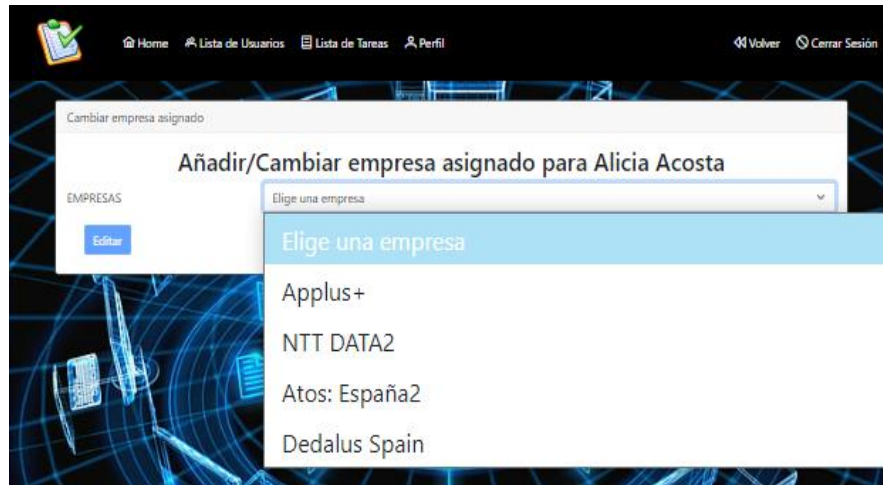 Home Lista de Usuarios Lista de Tareas Perfil Volver Cerrar Sesión
Cambiar empresa asignado
Añadir/Cambiar empresa asignado para Alicia Acosta
EMPRESAS Elige una empresa
Editar
Elige una empresa
Applus+
NTT DATA2
Atos: España2
Dedalus Spain